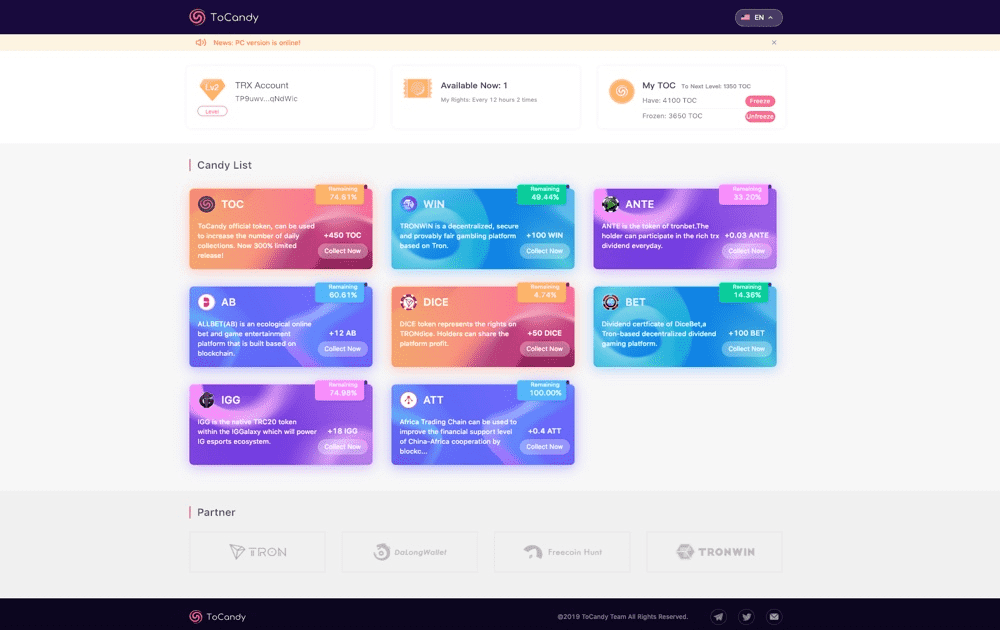 ToCandy
EN
News: PC version is online!
Lv2
TRX Account
TP9uwv...qNdWic
Level
Available Now: 1
My Rights: Every 12 hours 2 times
My TOC To Next Level: 1350 TOC
Have: 4100 TOC
Freeze
Frozen: 3650 TOC
Unfreeze
Candy List
Remaining
74.61%
TOC
ToCandy official token, can be used
to increase the number of daily
collections. Now 300% limited
release!
+450 TOC
Collect Now
Remaining
49.44%
WIN
TRONWIN is a decentralized, secure
and provably fair gambling platform
based on Tron.
+100 WIN
Collect Now
Remaining
33.20%
ANTE
ANTE is the token of tronbet.The
holder can participate in the rich trx
dividend everyday.
+0.03 ANTE
Collect Now
Remaining
60.61%
AB
ALLBET(AB) is an ecological online
bet and game entertainment
platform that is built based on
blockchain.
+12 AB
Collect Now
Remaining
4.74%
DICE
DICE token represents the rights on
TRONdice. Holders can share the
platform profit.
+50 DICE
Collect Now
Remaining
14.36%
BET
Dividend certficate of DiceBet,a
Tron-based decentralized dividend
gaming platform.
+100 BET
Collect Now
Remaining
74.98%
IGG
IGG is the native TRC20 token
within the IGGalaxy which will power
IG esports ecosystem.
+18 IGG
Collect Now
Remaining
100.00%
ATT
Africa Trading Chain can be used to
improve the financial support level
of China-Africa cooperation by
blockc...
+0.4 ATT
Collect Now
Partner
TRON
DaLongWallet
Freecoin Hunt
TRONWIN
ToCandy
©2019 ToCandy Team All Rights Reserved.